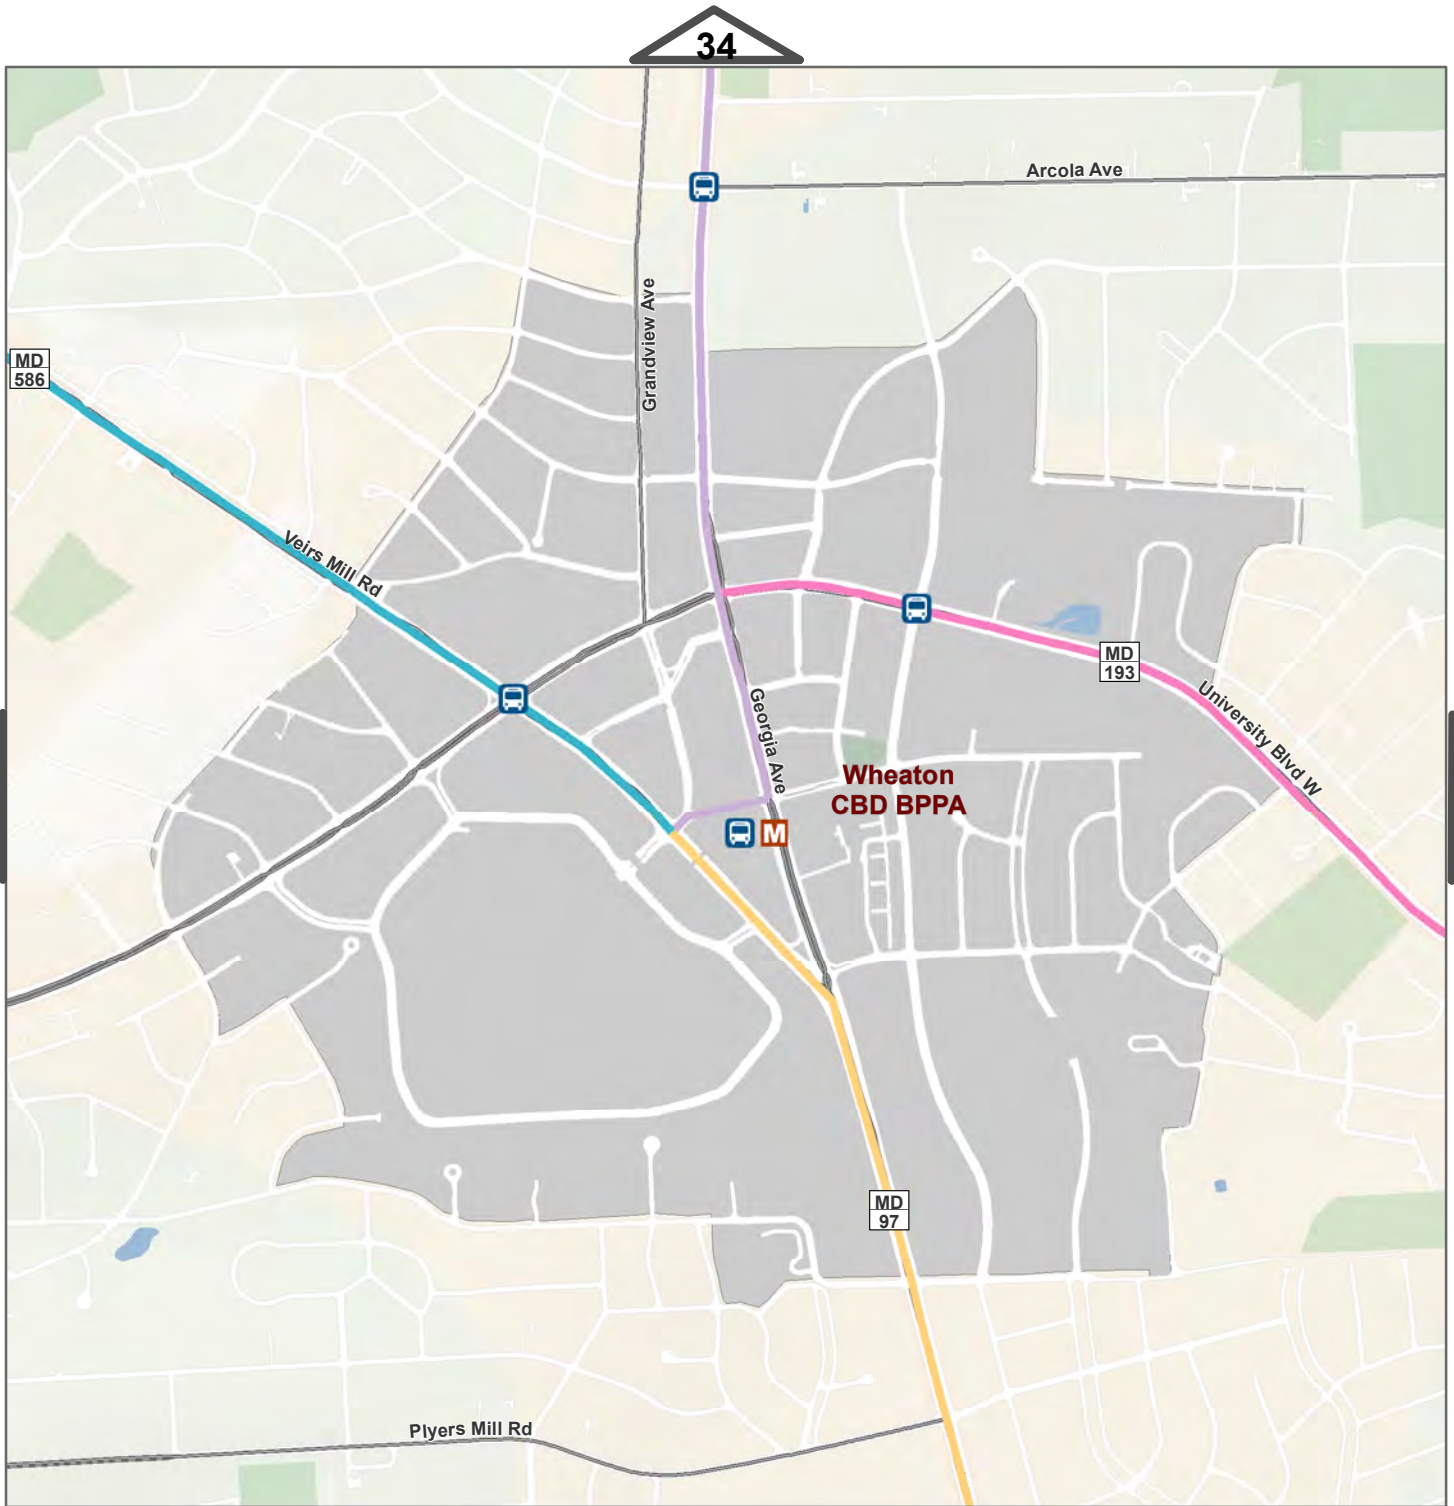 34
Arcola Ave
Grandview Ave
MD
586
Veirs Mill Rd
MD
193
University Blvd W
Georgia Ave
Wheaton
CBD BPPA
M
MD
97
Plyers Mill Rd